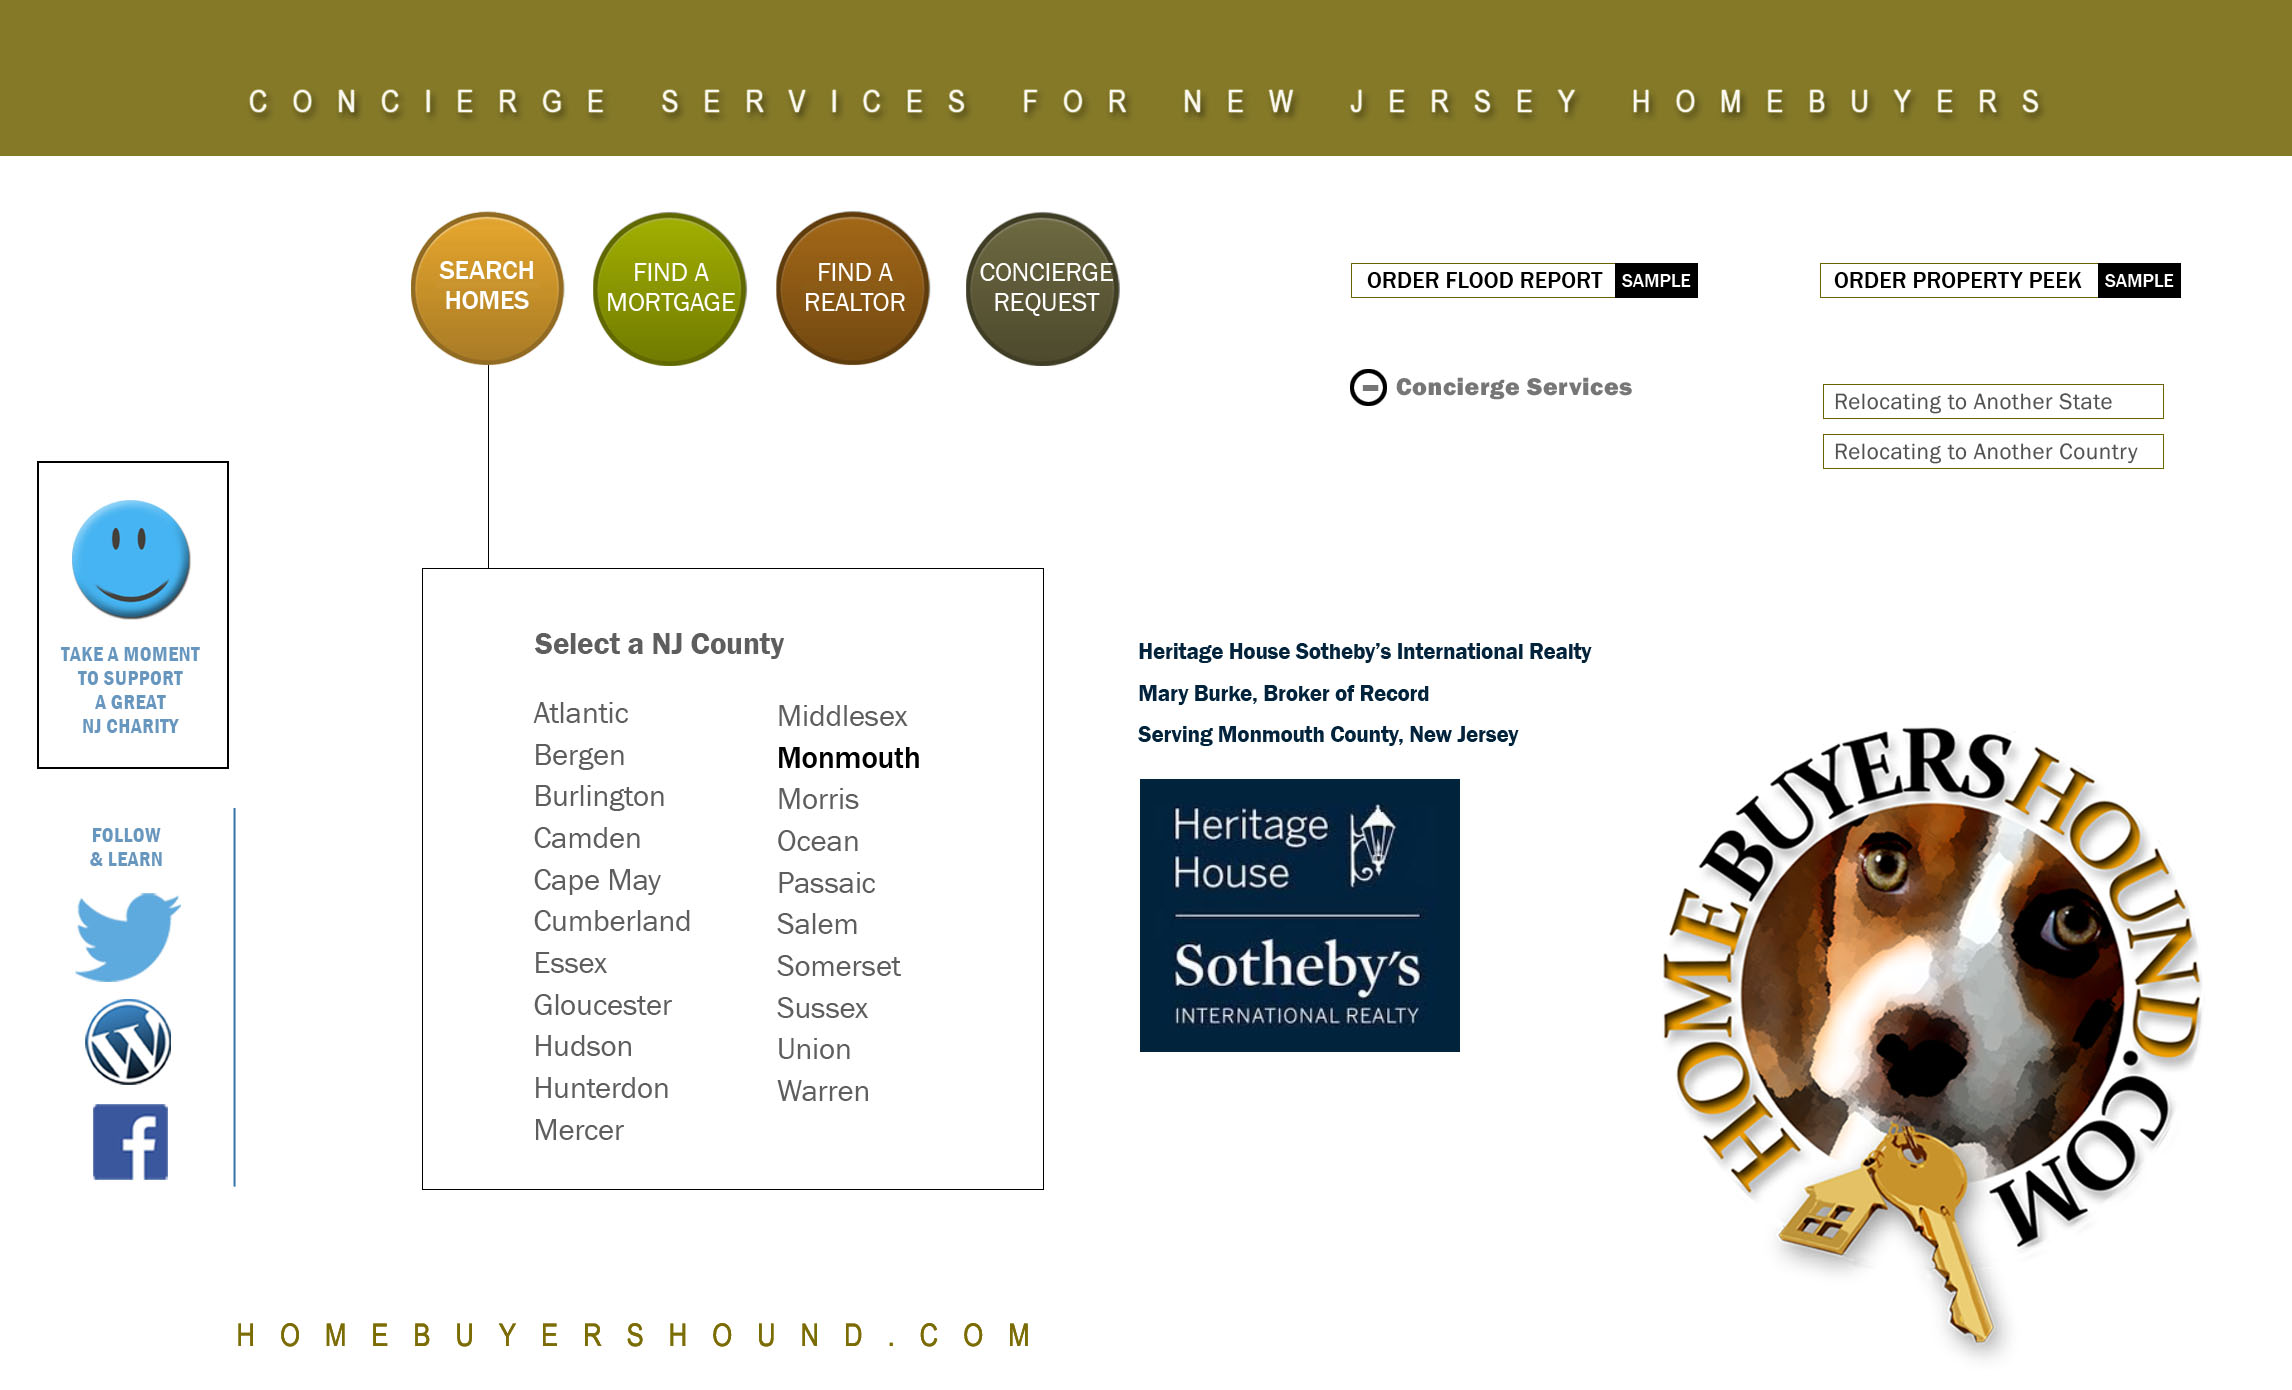 CONCIERGE SERVICES FOR NEW JERSEY HOMEBUYERS
SEARCH
HOMES
FIND A
MORTGAGE
FIND A
REALTOR
CONCIERGE
REQUEST
ORDER FLOOD REPORT SAMPLE
ORDER PROPERTY PEEK SAMPLE
Concierge Services
Relocating to Another State
Relocating to Another Country
TAKE A MOMENT
TO SUPPORT
A GREAT
NJ CHARITY
FOLLOW
& LEARN
Select a NJ County
Atlantic
Bergen
Burlington
Camden
Cape May
Cumberland
Essex
Gloucester
Hudson
Hunterdon
Mercer
Middlesex
Monmouth
Morris
Ocean
Passaic
Salem
Somerset
Sussex
Union
Warren
Heritage House Sotheby’s International Realty
Mary Burke, Broker of Record
Serving Monmouth County, New Jersey
Heritage
House
Sotheby's
INTERNATIONAL REALTY
HOMEBUYERSHOUND.COM
HOMEBUYERSHOUND.COM